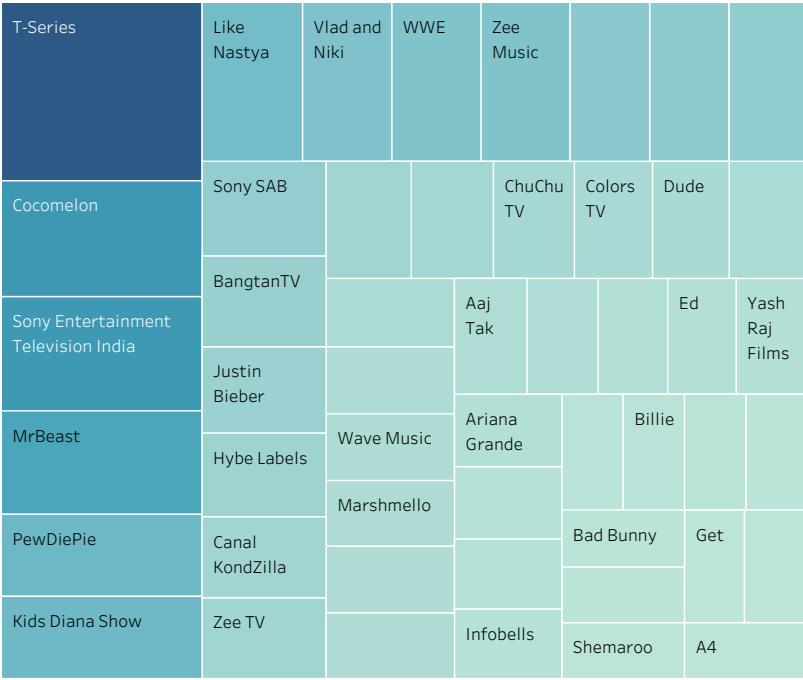 T-Series
Cocomelon
Sony Entertainment
Television India
MrBeast
PewDiePie
Kids Diana Show
Like
Nastya
Vlad and
Niki
WWE
Zee
Music
Sony SAB
BangtanTV
Justin
Bieber
Hybe Labels
Canal
KondZilla
Zee TV
ChuChu
TV
Colors
TV
Dude
Wave Music
Marshmello
Aaj
Tak
Ed
Yash
Raj
Films
Ariana
Grande
Infobells
Billie
Bad Bunny
Get
Shemaroo
A4